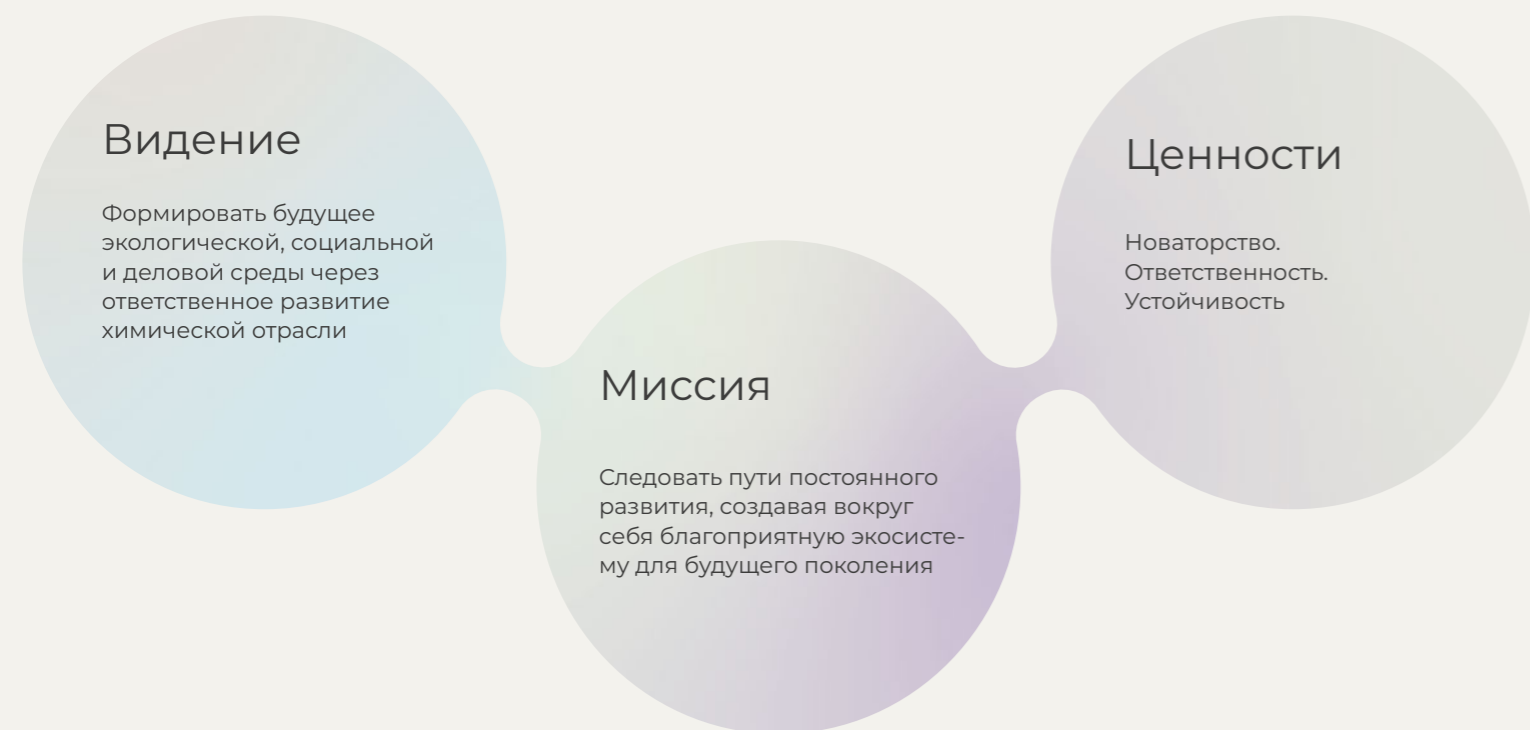 Видение
Формировать будущее
экологической, социальной
и деловой среды через
ответственное развитие
химической отрасли
Миссия
Следовать пути постоянного
развития, создавая вокруг
себя благоприятную экосисте-
му для будущего поколения
Ценности
Новаторство.
Ответственность.
Устойчивость